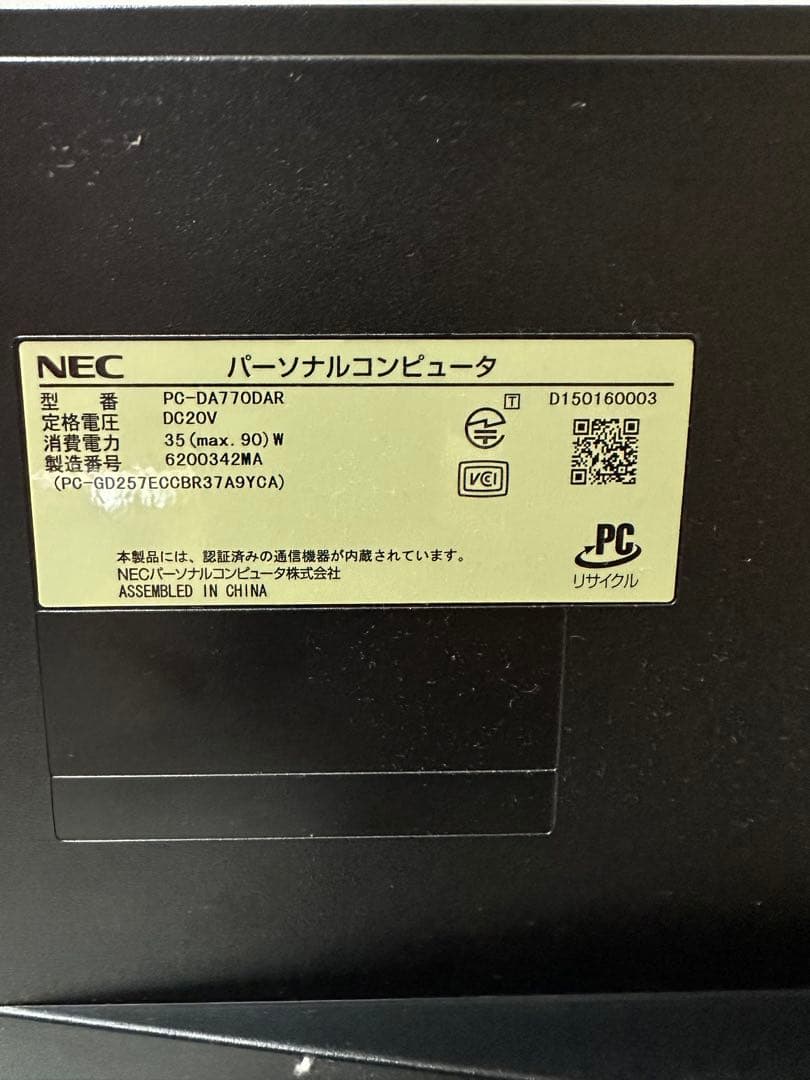 NEC パーソナルコンピュータ
型 番 PC-DA770DAR
定格電圧 DC20V
消費電力 35(max.90)W
製造番号 6200342MA
(PC-GD257ECCBR37A9YCA)
T D150160003
VCI
本製品には、認証済みの通信機器が内蔵されています。
NECパーソナルコンピュータ株式会社
ASSEMBLED IN CHINA
PC
リサイクル